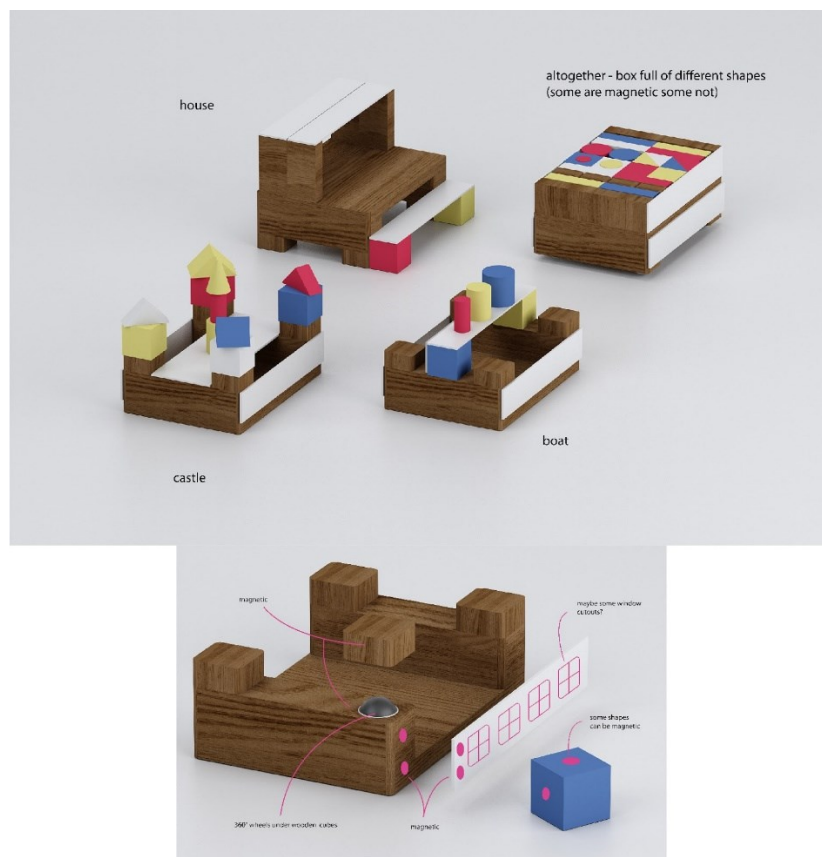 altogether - box full of different shapes
(some are magnetic some not)
house
boat
castle
magnetic
maybe some window
cutouts?
some shapes
can be magnetic
360° wheels under wooden cubes
magnetic